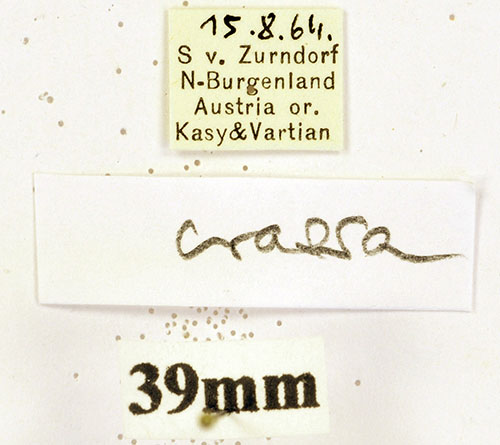 15.8.64.
S v. Zurndorf
N-Burgenland
Austria or.
Kasy&Vartian
crassa
39mm